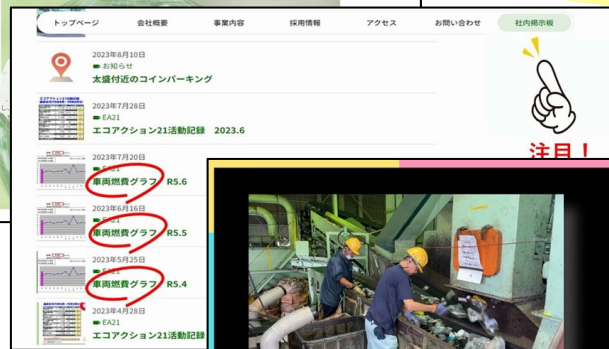 トップページ 会社概要 事業内容 採用情報 アクセス お問い合わせ 社内掲示板
2023年8月10日
お知らせ
太盛付近のコインパーキング
2023年7月28日
EA21
エコアクション21活動記録 2023.6
2023年7月20日
EA21
車両燃費グラフ R5.6
2023年6月16日
EA21
車両燃費グラフ R5.5
2023年5月25日
EA21
車両燃費グラフ R5.4
2023年4月28日
EA21
エコアクション21活動記録
注目!